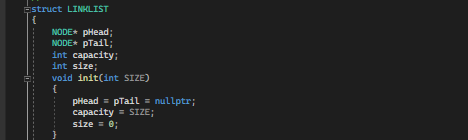 struct LINKLIST
{
NODE* pHead;
NODE* pTail;
int capacity;
int size;
void init(int SIZE)
{
pHead = pTail = nullptr;
capacity = SIZE;
size = 0;
}